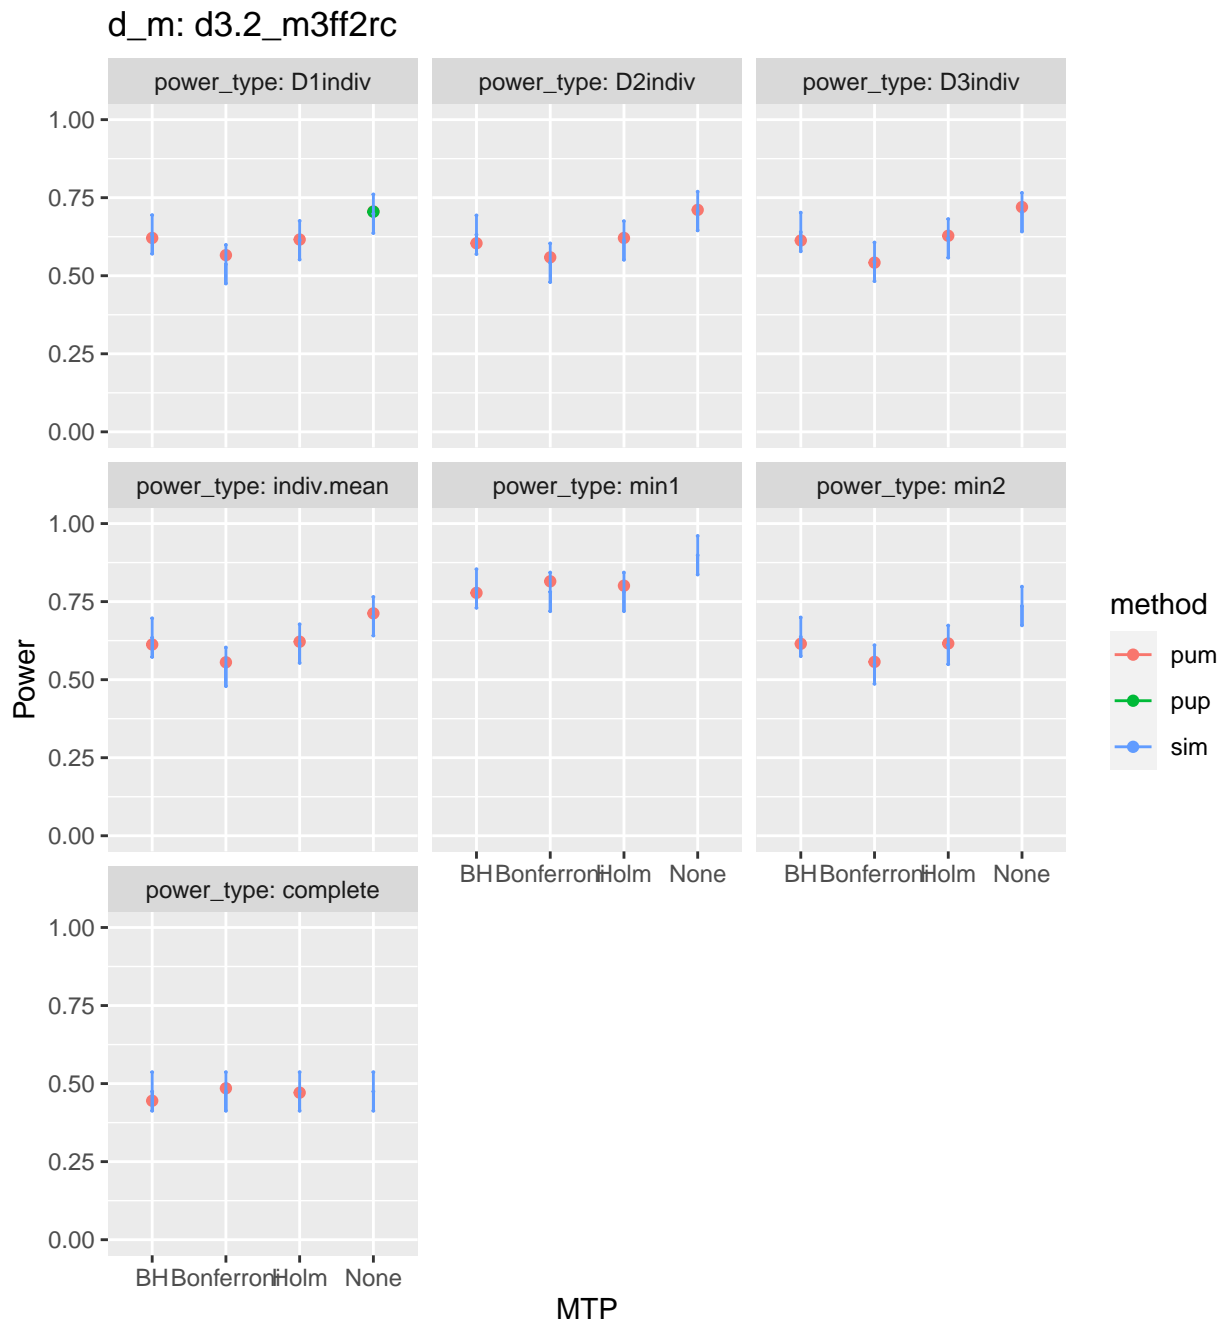 d_m: d3.2_m3ff2rc
power_type: D1indiv
power_type: D2indiv
power_type: D3indiv
1.00
0.75
0.50
0.25
0.00
power_type: indiv.mean
power_type: min1
power_type: min2
1.00
0.75
0.50
0.25
0.00
BH Bonferroni Holm None
BH Bonferroni Holm None
power_type: complete
1.00
0.75
0.50
0.25
0.00
BH Bonferroni Holm None
MTP
Power
method
pum
pup
sim